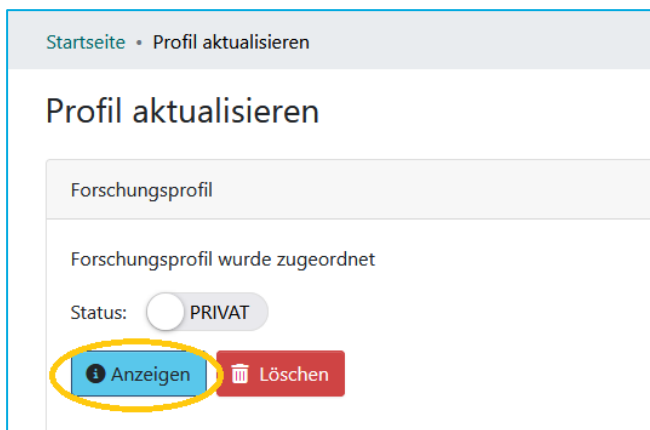 Startseite • Profil aktualisieren
Profil aktualisieren
Forschungsprofil
Forschungsprofil wurde zugeordnet
Status: PRIVAT
Anzeigen Löschen